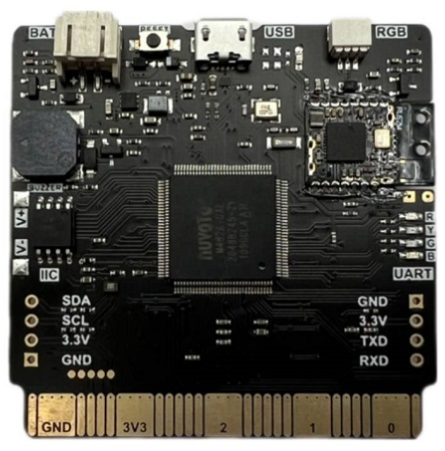 BAT
RESET
USB
RGB
BUZZER
V+
V-
nuvoTon
R
Y
G
B
IIC
UART
SDA
SCL
3.3V
GND
GND
3.3V
TXD
RXD
GND
3V3
2
1
0